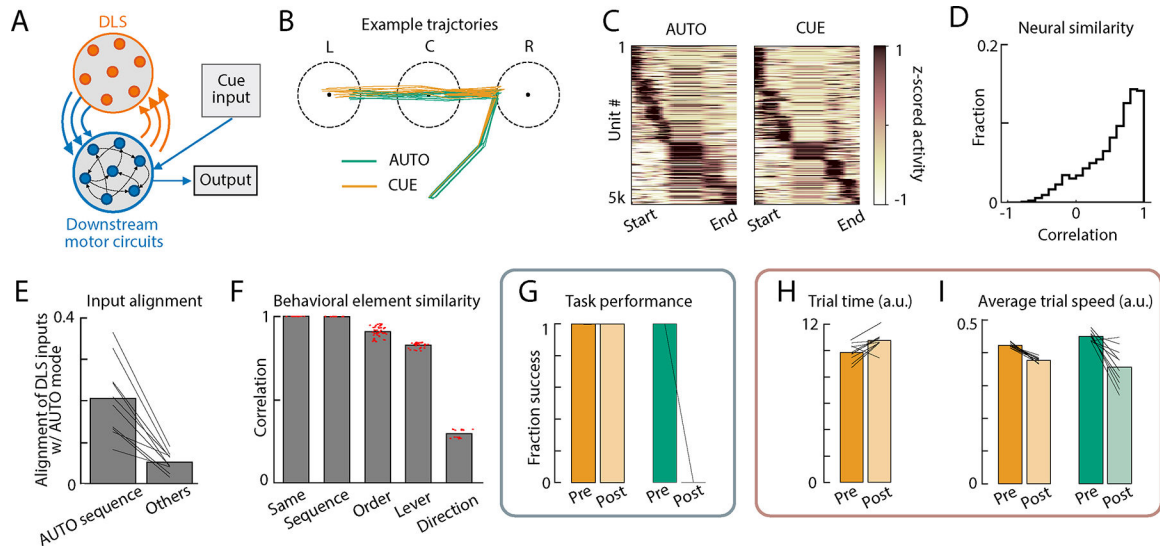 A
DLS
Cue
input
Output
Downstream
motor circuits
B
Example trajctories
L
C
R
AUTO
CUE
C
AUTO
CUE
1
Unit #
5k
Start
End
Start
End
1
z-scored activity
-1
D
Neural similarity
0.2
Fraction
0
-1
0
1
Correlation
E
Input alignment
0.4
Alignment of DLS inputs
w/ AUTO mode
0
AUTO sequence
Others
F
Behavioral element similarity
1
Correlation
0
Same
Sequence
Order
Lever
Direction
G
Task performance
1
Fraction success
0
Pre
Post
Pre
Post
H
Trial time (a.u.)
12
0
Pre
Post
I
Average trial speed (a.u.)
0.5
0
Pre
Post
Pre
Post